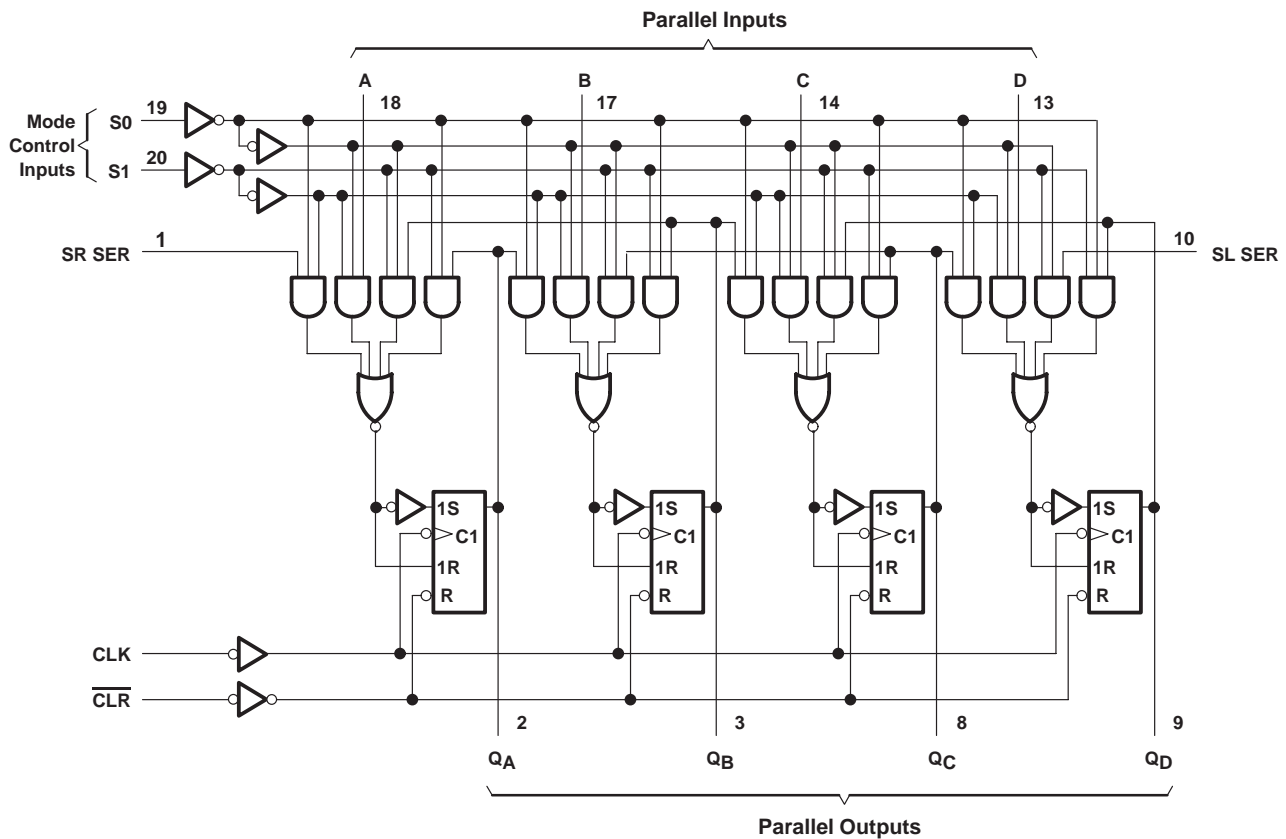 Parallel Inputs
A B C D
19 18 17 14 13
Mode S0
Control
20
Inputs S1
1 10
SR SER SL SER
1S 1S 1S 1S
C1 C1 C1 C1
1R 1R 1R 1R
R R R R
CLK
CLR
2 3 8 9
QA QB QC QD
Parallel Outputs